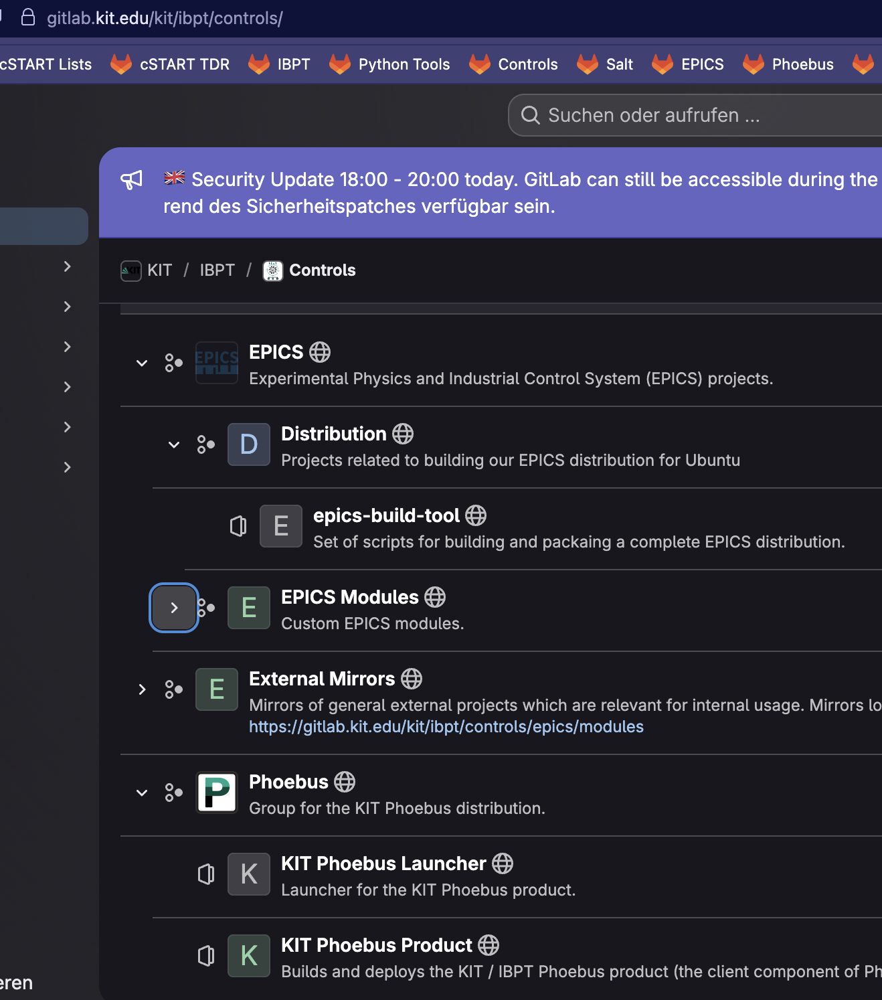 gitlab.kit.edu/kit/ibpt/controls/
cSTART Lists cSTART TDR IBPT Python Tools Controls Salt EPICS Phoebus
Suchen oder aufrufen ...
🇬🇧 Security Update 18:00 - 20:00 today. GitLab can still be accessible during the
rend des Sicherheitspatches verfügbar sein.
KIT / IBPT / Controls
EPICS
EPICS
Experimental Physics and Industrial Control System (EPICS) projects.
D
Distribution
Projects related to building our EPICS distribution for Ubuntu
E
epics-build-tool
Set of scripts for building and packaing a complete EPICS distribution.
E
EPICS Modules
Custom EPICS modules.
E
External Mirrors
Mirrors of general external projects which are relevant for internal usage. Mirrors lo
https://gitlab.kit.edu/kit/ibpt/controls/epics/modules
P
Phoebus
Group for the KIT Phoebus distribution.
K
KIT Phoebus Launcher
Launcher for the KIT Phoebus product.
K
KIT Phoebus Product
Builds and deploys the KIT / IBPT Phoebus product (the client component of Ph
eren